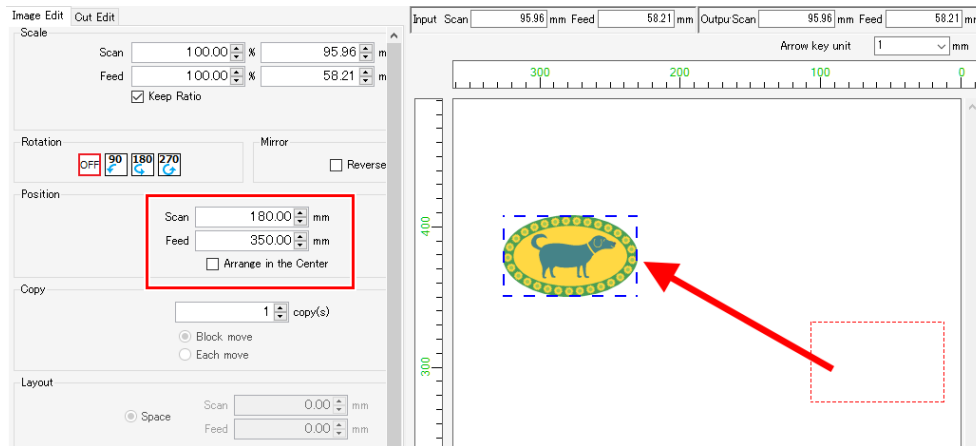 Image Edit Cut Edit
Scale
Scan 100.00 % 95.96 m
Feed 100.00 % 58.21 m
Keep Ratio
Rotation
OFF 90 180 270
Mirror
Reverse
Position
Scan 180.00 mm
Feed 350.00 mm
Arrange in the Center
Copy
1 copy(s)
Block move
Each move
Layout
Space
Scan 0.00 mm
Feed 0.00 mm
Input Scan 95.96 mm Feed 58.21 mm Outpu Scan 95.96 mm Feed 58.21 mm
Arrow key unit 1 mm
300 200 100 0
400
300